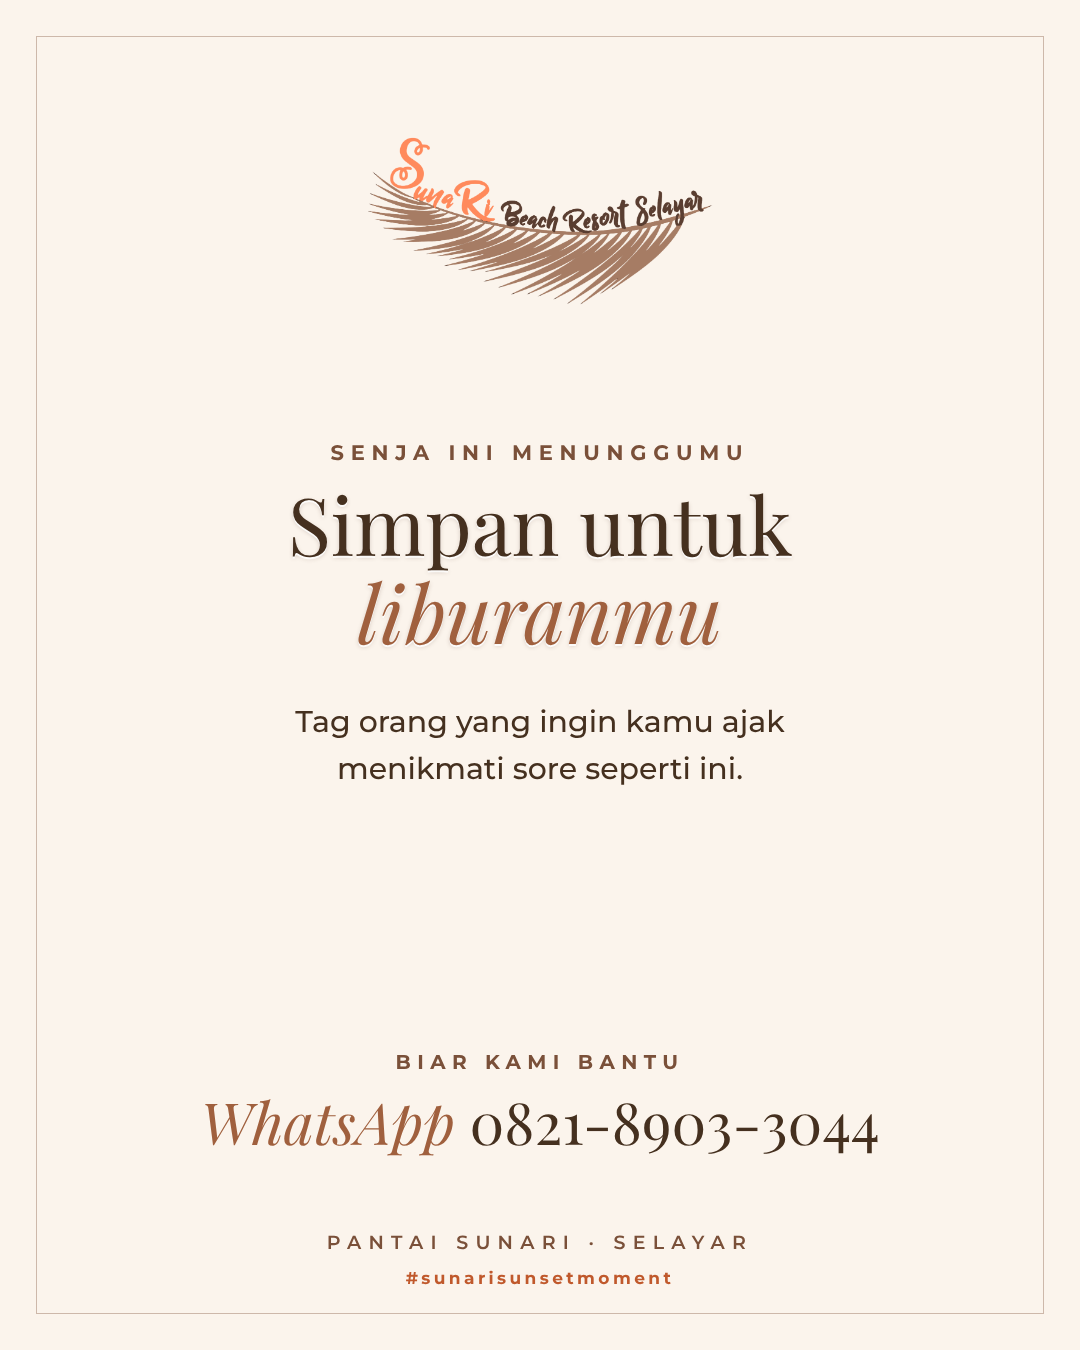 SunaRi Beach Resort Selayar
SENJA INI MENUNGGUMU
Simpan untuk
liburanmu
Tag orang yang ingin kamu ajak
menikmati sore seperti ini.
BIAR KAMI BANTU
WhatsApp 0821-8903-3044
PANTAI SUNARI · SELAYAR
#sunarisunsetmoment